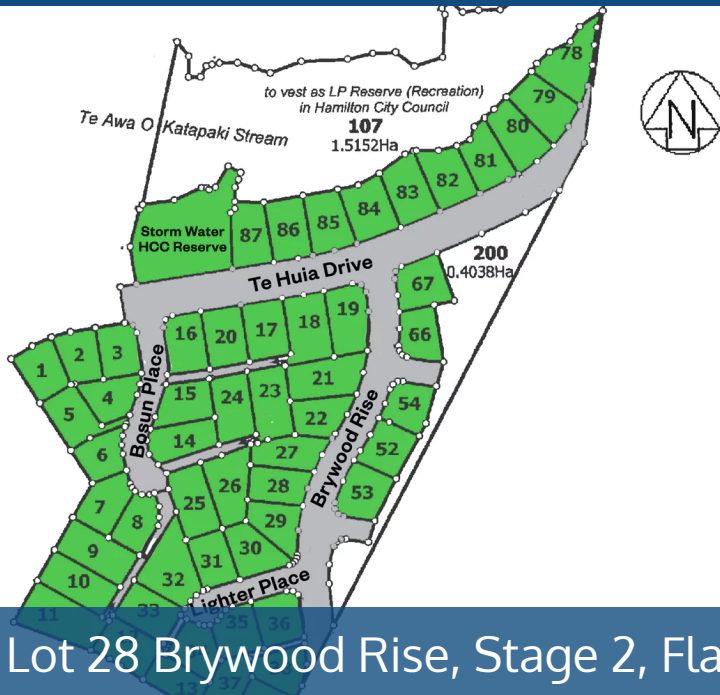 78
to vest as LP Reserve (Recreation)
in Hamilton City Council
107
1.5152Ha
79
N
Te Awa O Katapaki Stream
80
81
82
83
84
85
86
87
Storm Water
HCC Reserve
200
0.4038Ha
Te Huia Drive
67
16 20 17 18 19
66
1 2 3
Bosun Place
15 24 23 21
5 4
22
54
Brywood Rise
14
6
27
52
25 26 28
53
7 8
29
9
31 30
10
32
Lighter Place
11
33
35 36
13 37
Lot 28 Brywood Rise, Stage 2, Fla